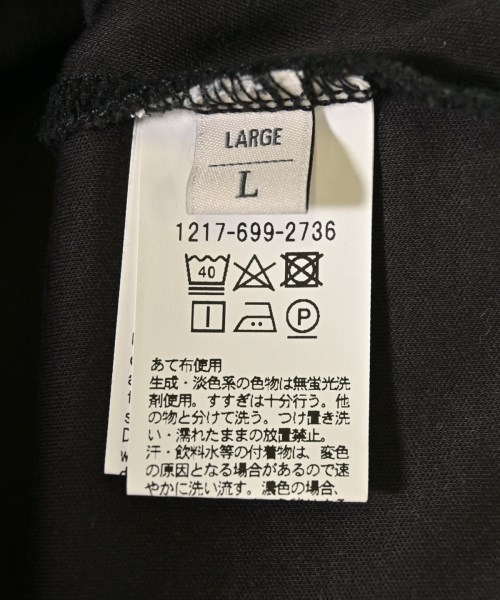 LARGE
L
1217-699-2736
40
P
あて布使用
生成・淡色系の色物は無蛍光洗
剤使用。すすぎは十分行う。他
の物と分けて洗う。つけ置き洗
い・濡れたままの放置禁止。
汗・飲料水等の付着物は、変色
の原因となる場合があるので速
やかに洗い流す。濃色の場合、